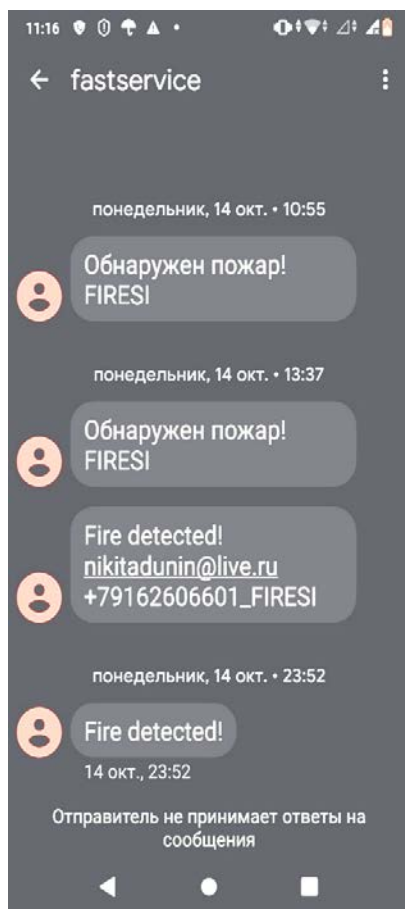 11:16
fastservice
понедельник, 14 окт. • 10:55
Обнаружен пожар!
FIRESI
понедельник, 14 окт. • 13:37
Обнаружен пожар!
FIRESI
Fire detected!
nikitadunin@live.ru
+79162606601_FIRESI
понедельник, 14 окт. • 23:52
Fire detected!
14 окт., 23:52
Отправитель не принимает ответы на
сообщения